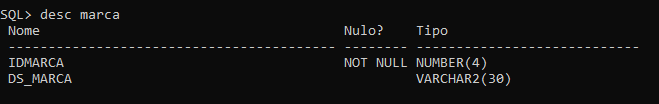 SQL> desc marca
Nome Nulo? Tipo
----------------------------------------- -------- ----------------------------
IDMARCA NOT NULL NUMBER(4)
DS_MARCA VARCHAR2(30)